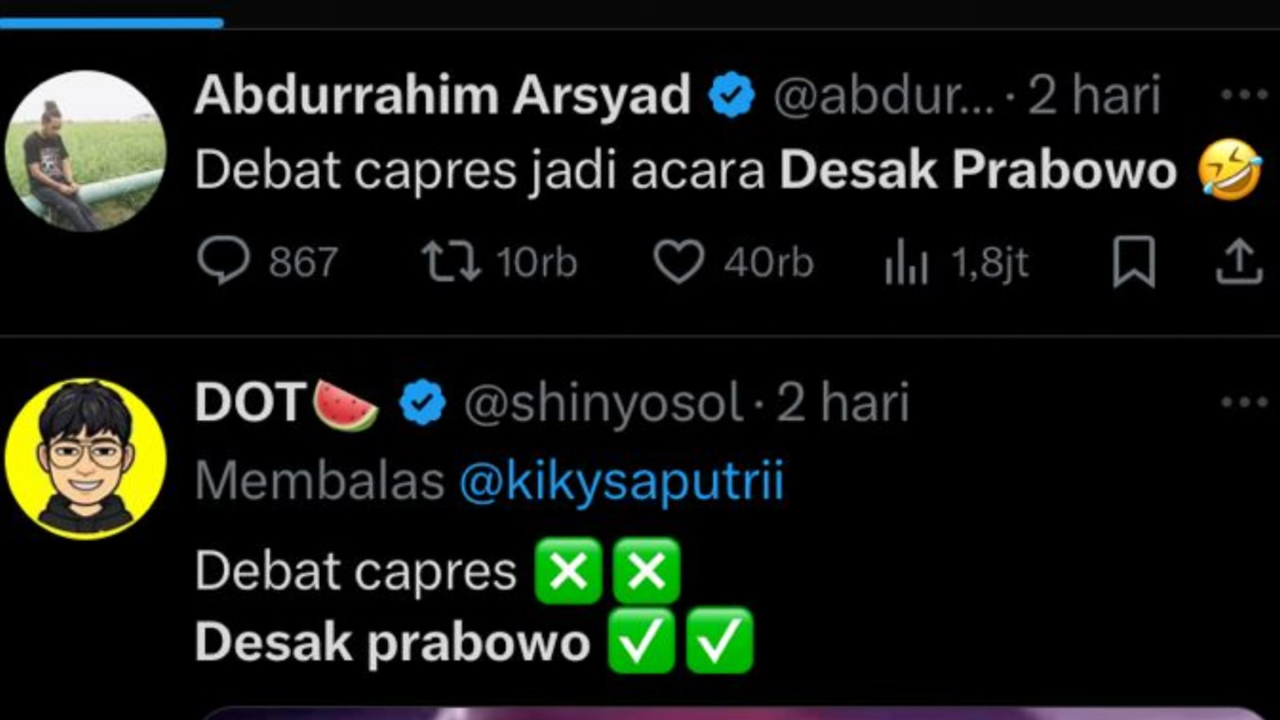 Abdurrahim Arsyad @abdur... · 2 hari
Debat capres jadi acara Desak Prabowo 🤣
867 10rb 40rb 1,8jt
DOT🍉 @shinyosol · 2 hari
Membalas @kikysaputrii
Debat capres ❎❎
Desak prabowo ✅✅